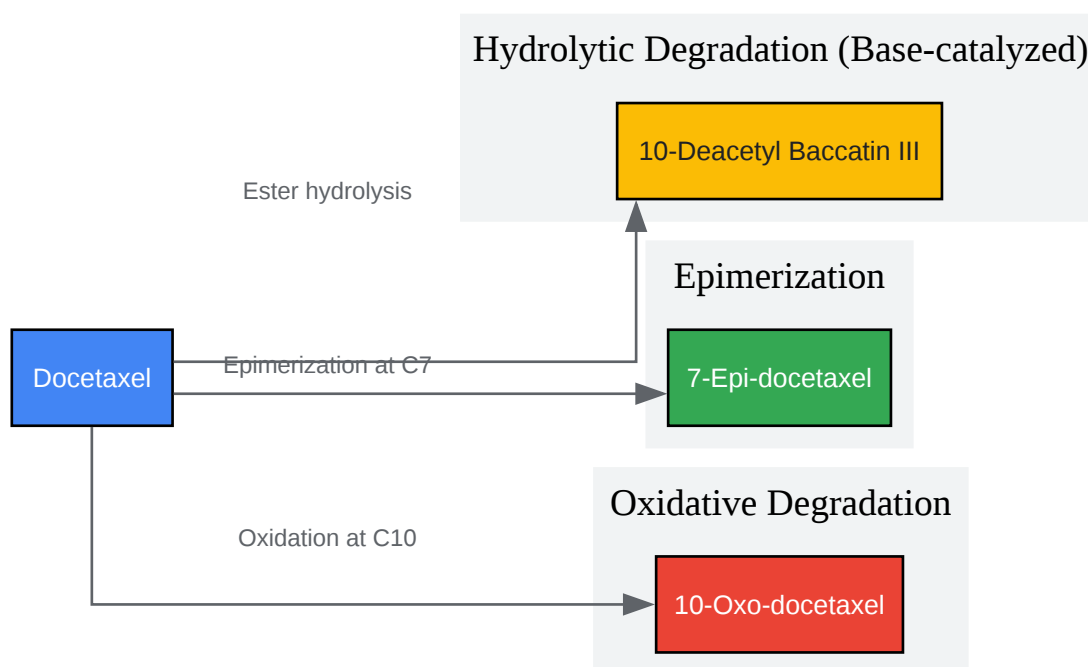 Hydrolytic Degradation (Base-catalyzed)
10-Deacetyl Baccatin III
Ester hydrolysis
Epimerization
Epimerization at C7
Docetaxel
7-Epi-docetaxel
Oxidative Degradation
Oxidation at C10
10-Oxo-docetaxel